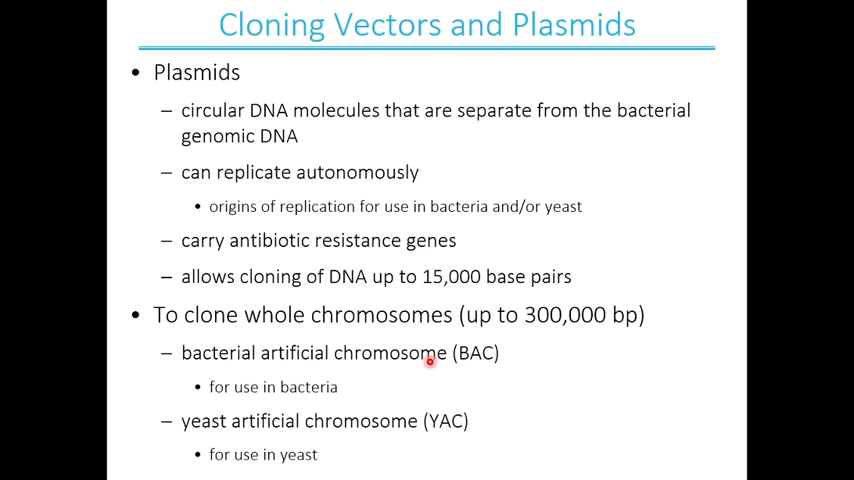 Cloning Vectors and Plasmids
• Plasmids
– circular DNA molecules that are separate from the bacterial
genomic DNA
– can replicate autonomously
• origins of replication for use in bacteria and/or yeast
– carry antibiotic resistance genes
– allows cloning of DNA up to 15,000 base pairs
• To clone whole chromosomes (up to 300,000 bp)
– bacterial artificial chromosome (BAC)
• for use in bacteria
– yeast artificial chromosome (YAC)
• for use in yeast